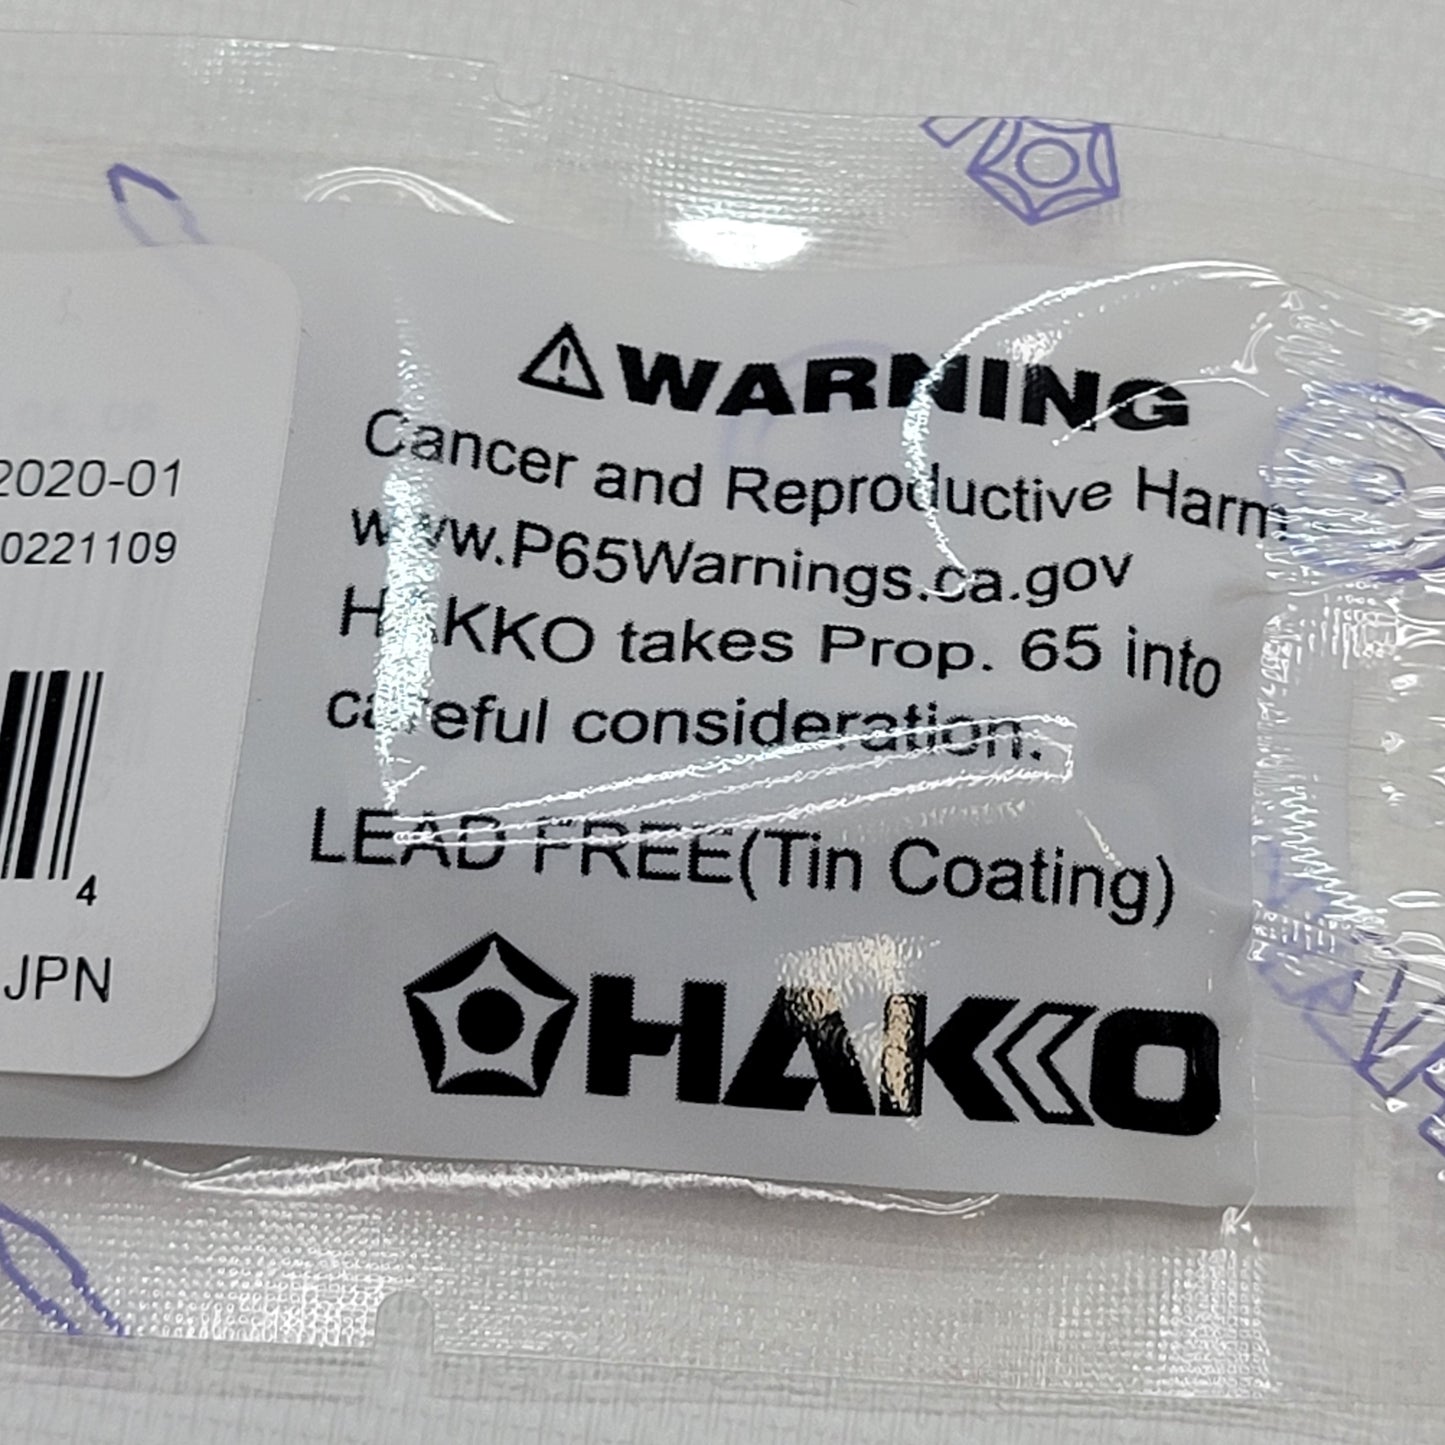 2020-01
0221109
4
JPN
WARNING
Cancer and Reproductive Harm
www.P65Warnings.ca.gov
HAKKO takes Prop. 65 into
careful consideration.
LEAD FREE(Tin Coating)
HAKKO